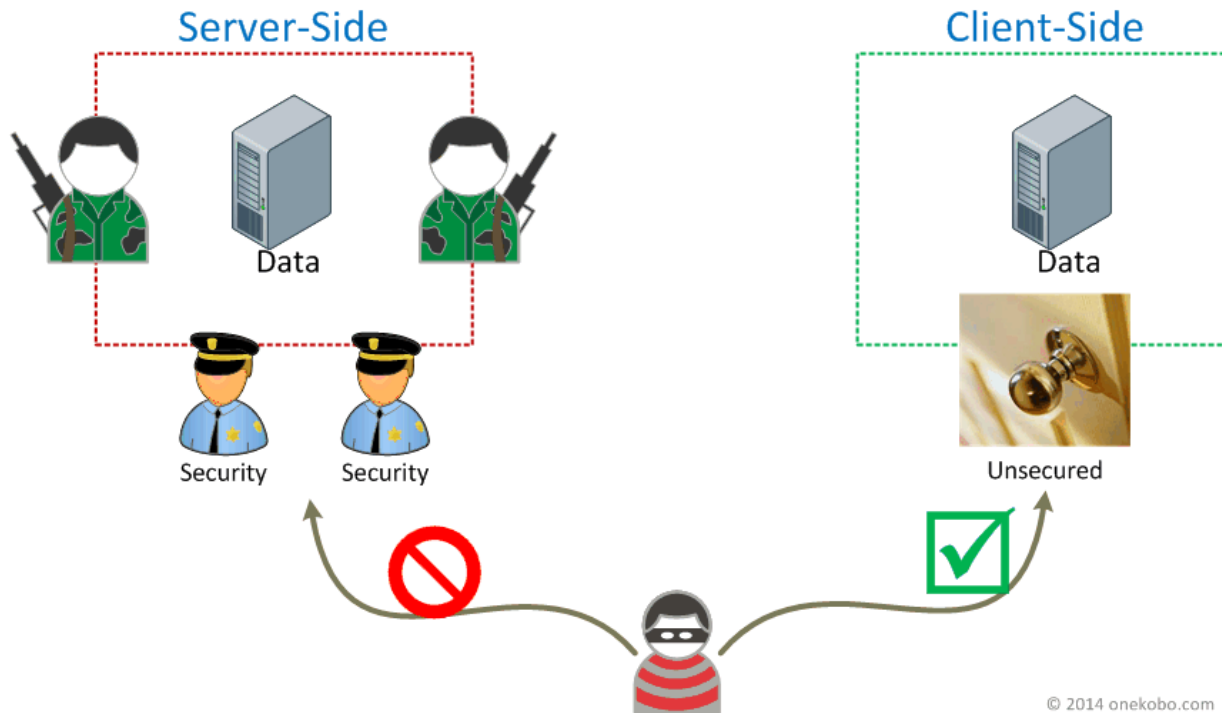 Server-Side
Client-Side
Data
Data
Security
Security
Unsecured
© 2014 onekobo.com